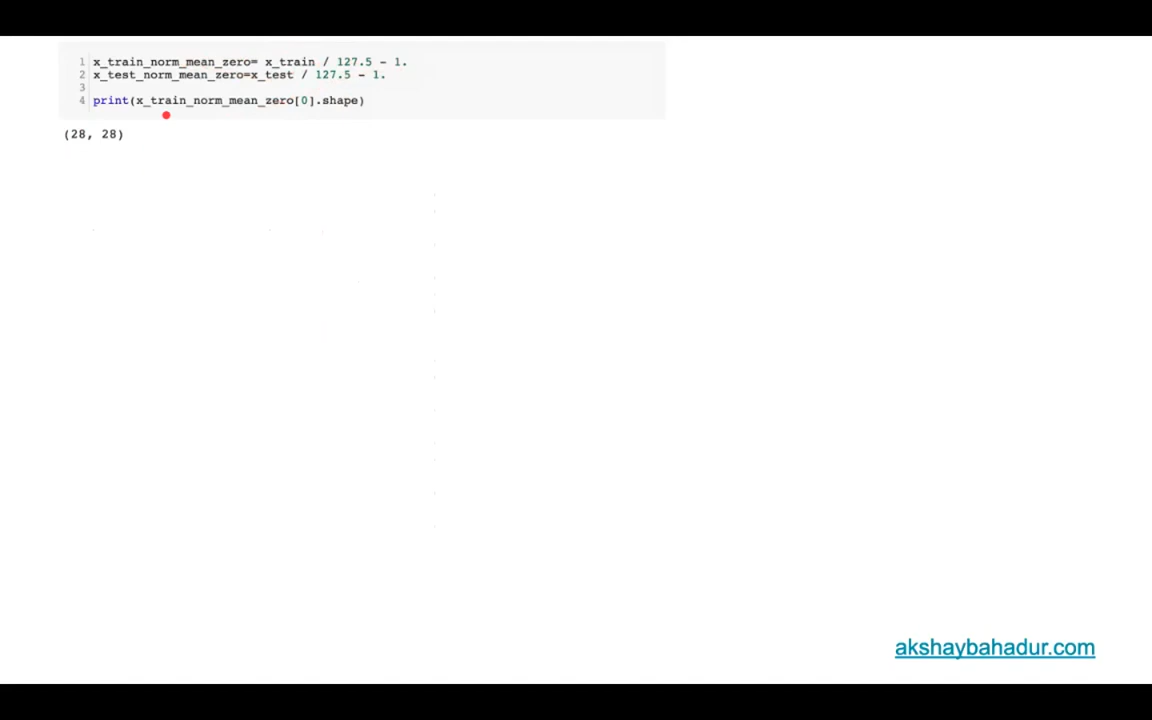 1 x_train_norm_mean_zero= x_train / 127.5 - 1.
2 x_test_norm_mean_zero=x_test / 127.5 - 1.
3
4 print(x_train_norm_mean_zero[0].shape)
(28, 28)
akshaybahadur.com